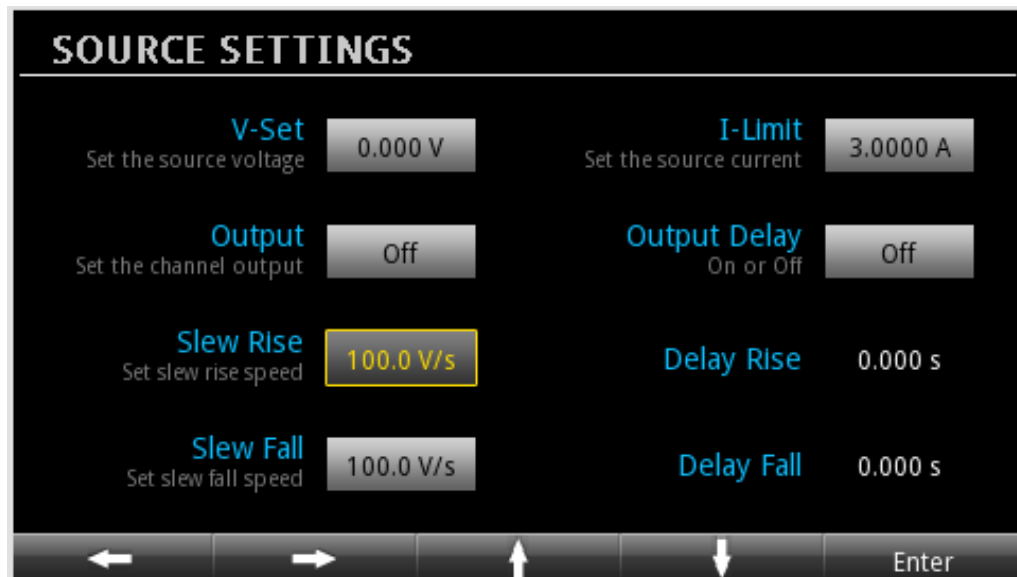 SOURCE SETTINGS
V-Set
Set the source voltage
0.000 V
I-Limit
Set the source current
3.0000 A
Output
Set the channel output
Off
Output Delay
On or Off
Off
Slew Rise
Set slew rise speed
100.0 V/s
Delay Rise
0.000 s
Slew Fall
Set slew fall speed
100.0 V/s
Delay Fall
0.000 s
Enter